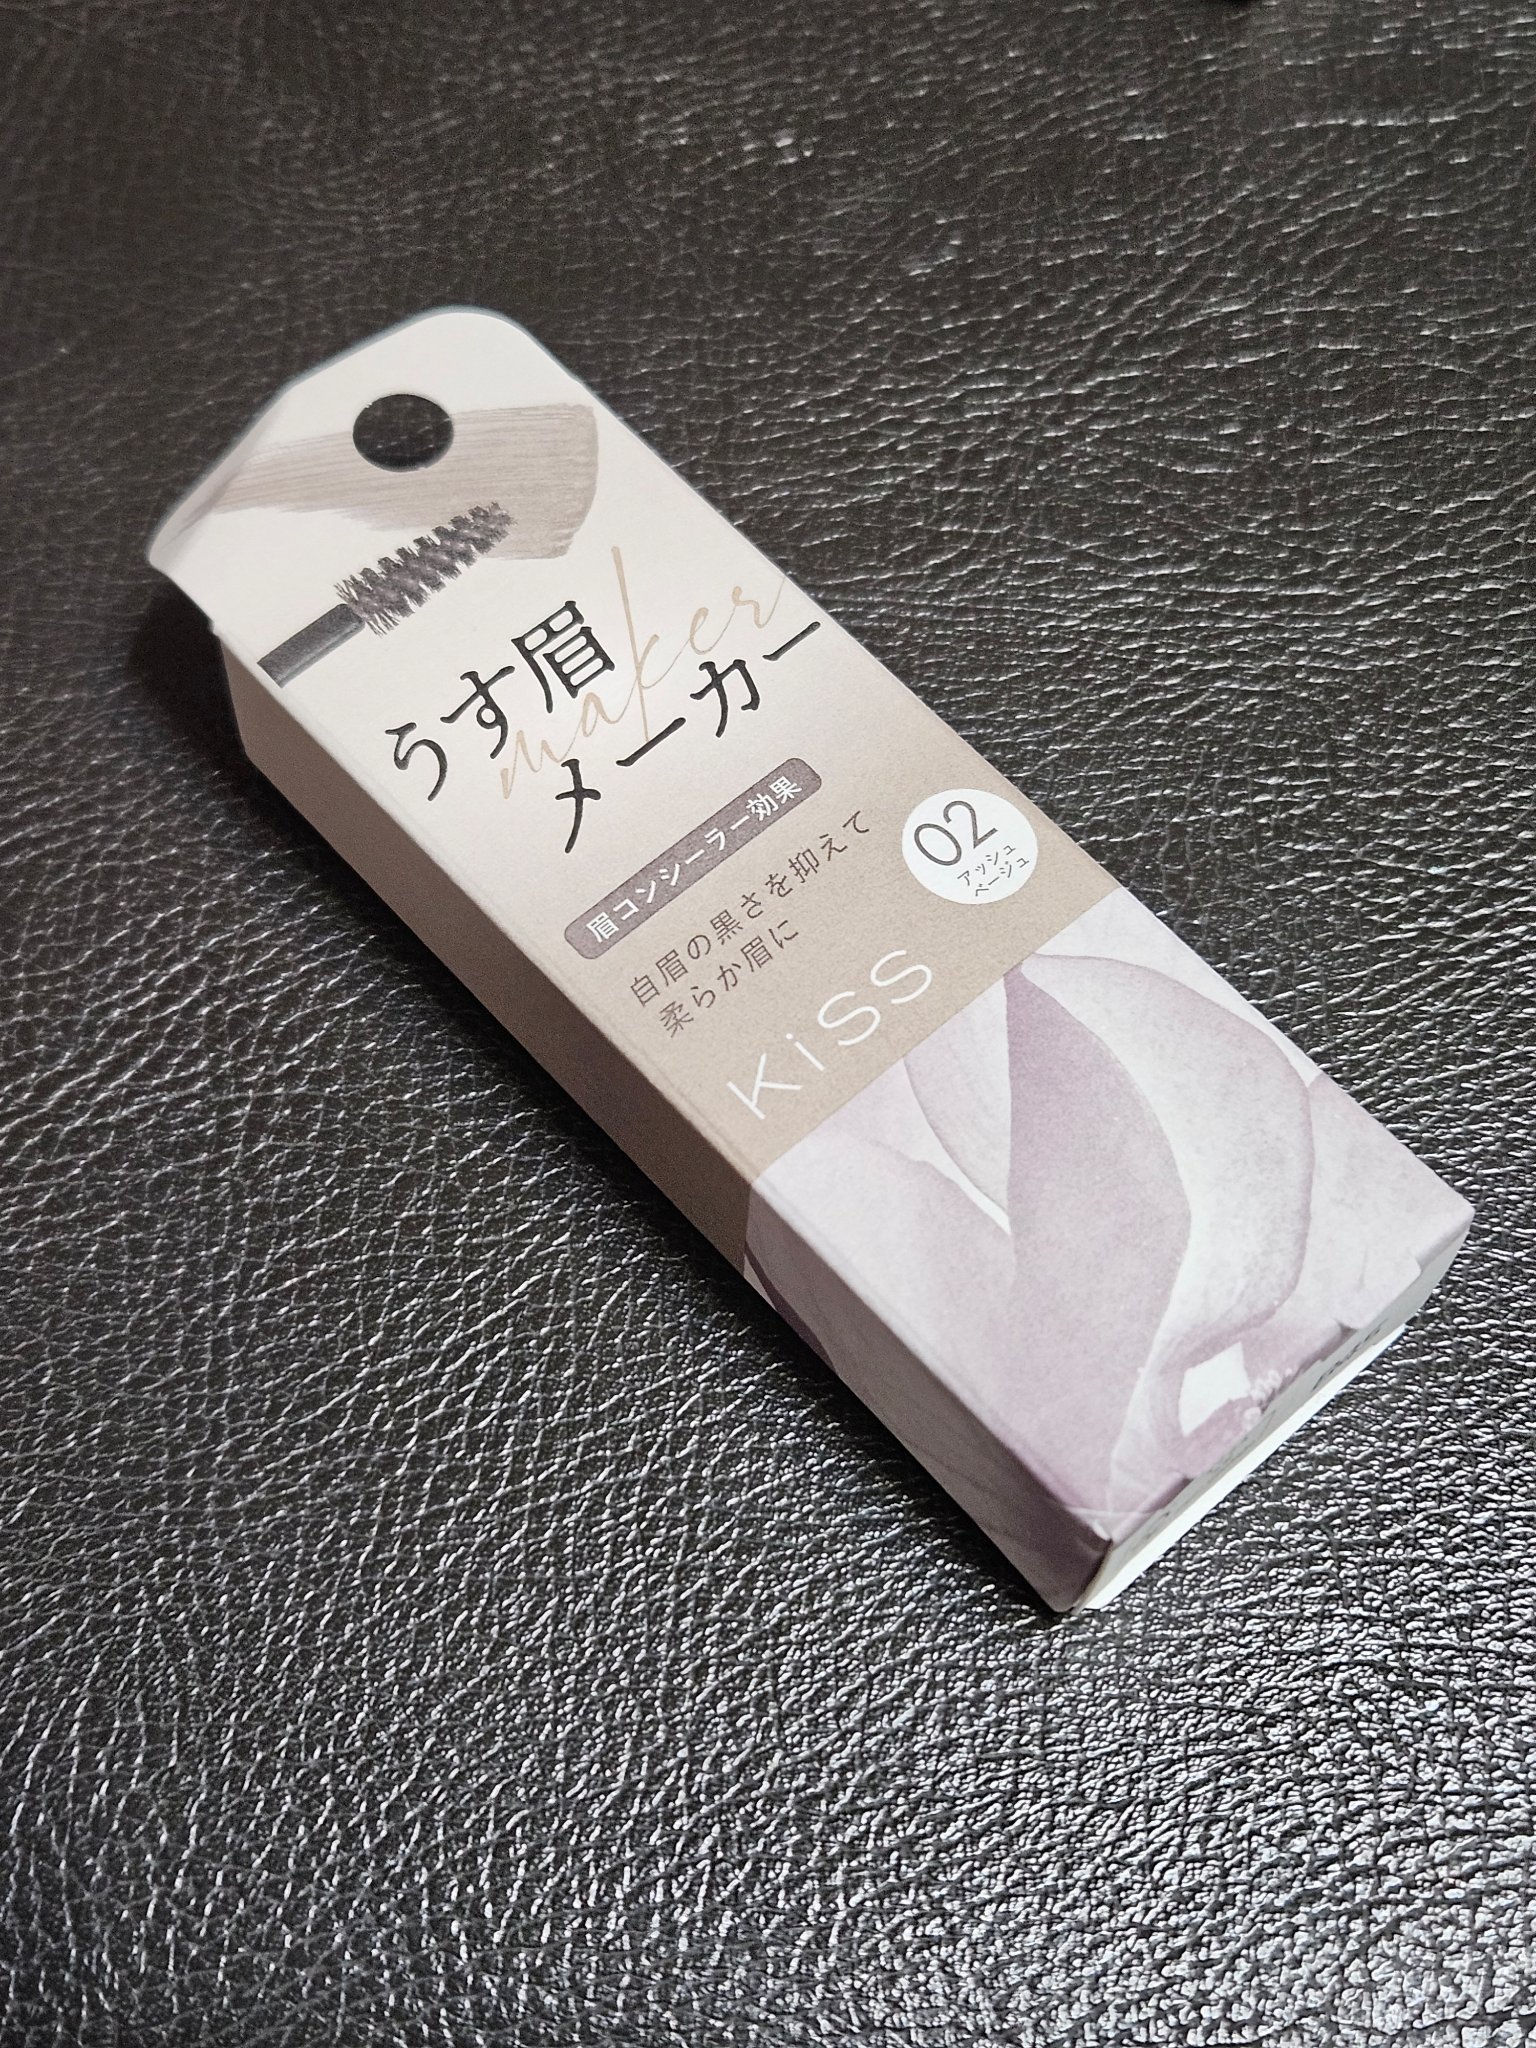 うす眉
maker
メーカー
眉コンシーラー効果
自眉の黒さを抑えて
柔らか眉に
02
アッシュ
ベージュ
KiSS